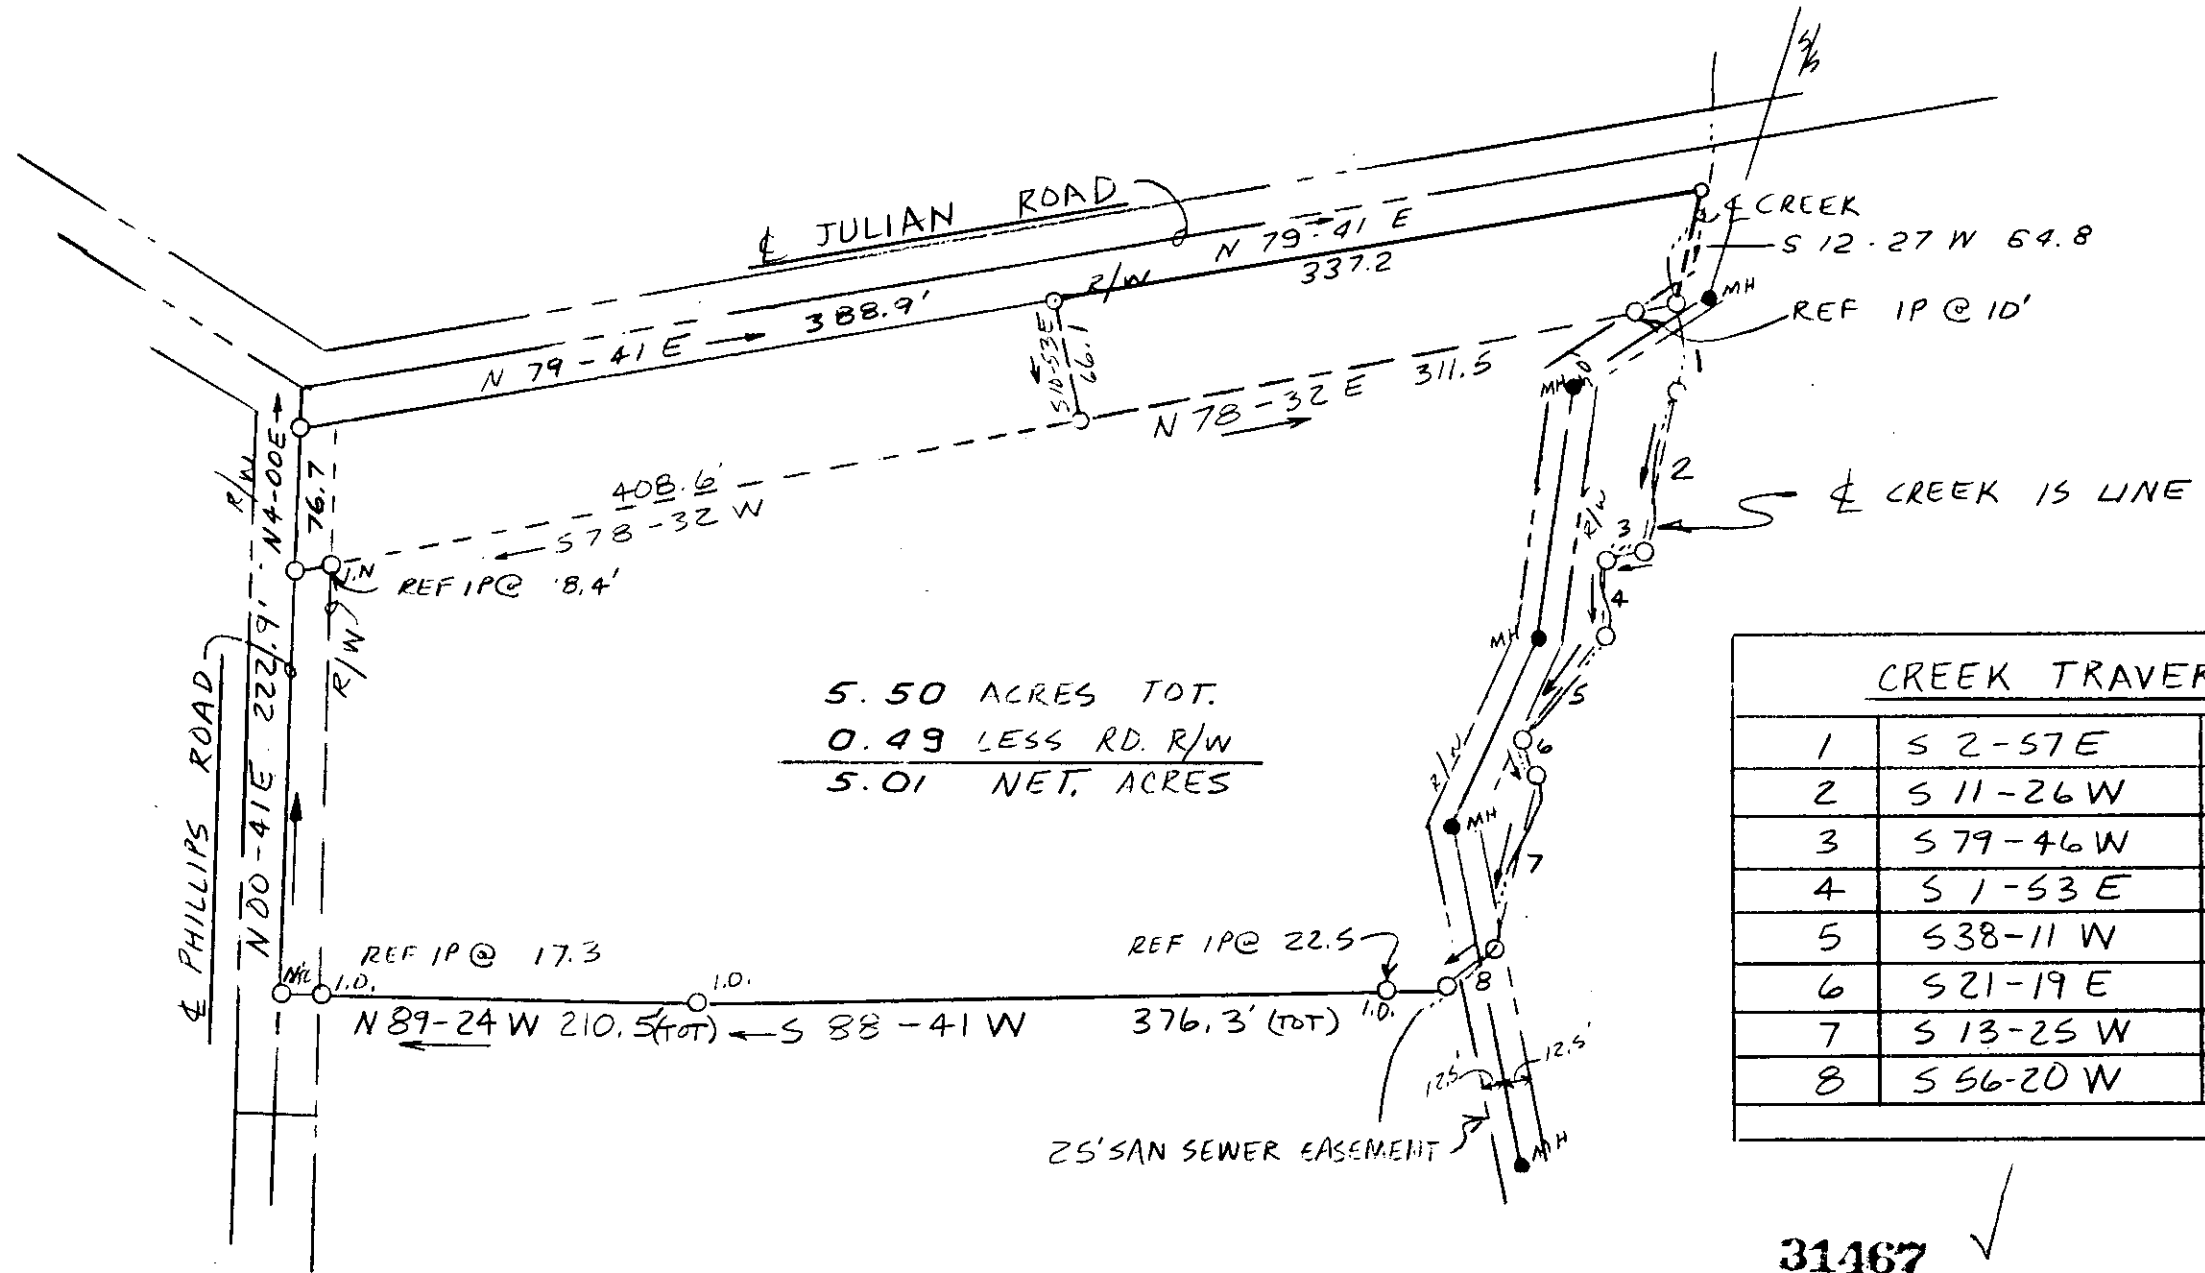 S/S
℄ JULIAN ROAD
℄ CREEK
S 12-27 W 64.8
MH
REF IP @ 10'
N 79-41 E
337.2
R/W
388.9'
N 79-41 E
S 10-53 E
66.1
N 78-32 E 311.5
1
MH
2
℄ CREEK IS LINE
R/W
3
4
R/W
N4-00E
76.7
408.6'
S 78-32 W
I.N
REF IP @ 8.4'
R/W
MH
5
℄ PHILLIPS ROAD
N 00-41E 222.9'
5.50 ACRES TOT.
0.49 LESS RD. R/W
5.01 NET. ACRES
R/W
6
MH
7
CREEK TRAVER
1 S 2-57 E
2 S 11-26 W
3 S 79-46 W
4 S 1-53 E
5 S 38-11 W
6 S 21-19 E
7 S 13-25 W
8 S 56-20 W
REF IP @ 17.3
I.O.
I.O.
REF IP @ 22.5
I.O.
8
N 89-24 W 210.5 (TOT)
S 88-41 W 376.3' (TOT)
12.5'
12.5'
25' SAN SEWER EASEMENT
MH
31467